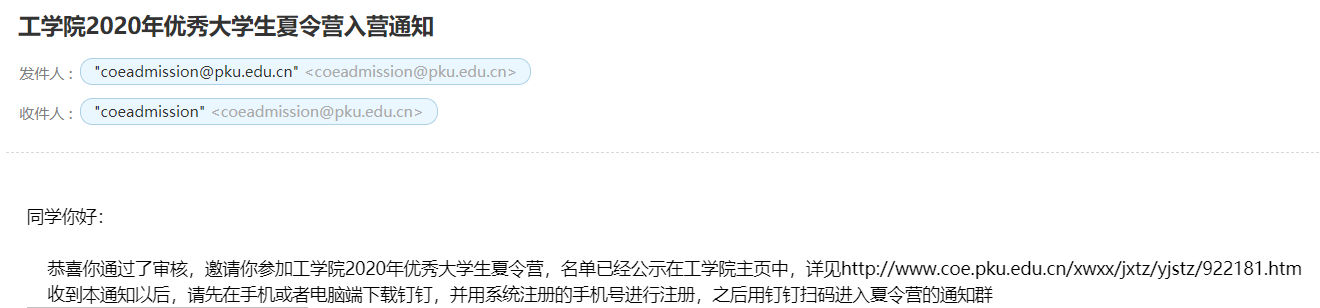 工学院2020年优秀大学生夏令营入营通知
发件人： "coeadmission@pku.edu.cn" <coeadmission@pku.edu.cn>
收件人： "coeadmission" <coeadmission@pku.edu.cn>
同学你好：
恭喜你通过了审核，邀请你参加工学院2020年优秀大学生夏令营，名单已经公示在工学院主页中，详见http://www.coe.pku.edu.cn/xwxx/jxtz/yjstz/922181.htm
收到本通知以后，请先在手机或者电脑端下载钉钉，并用系统注册的手机号进行注册，之后用钉钉扫码进入夏令营的通知群